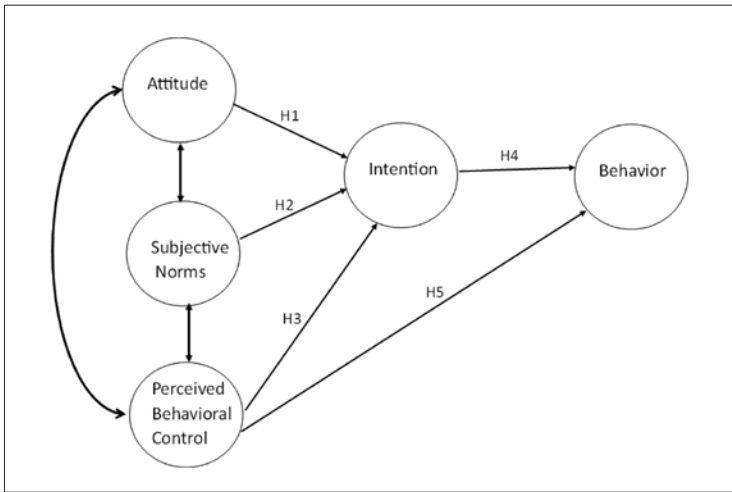 Attitude
H1
Intention
H4
Behavior
H2
Subjective
Norms
H3
H5
Perceived
Behavioral
Control